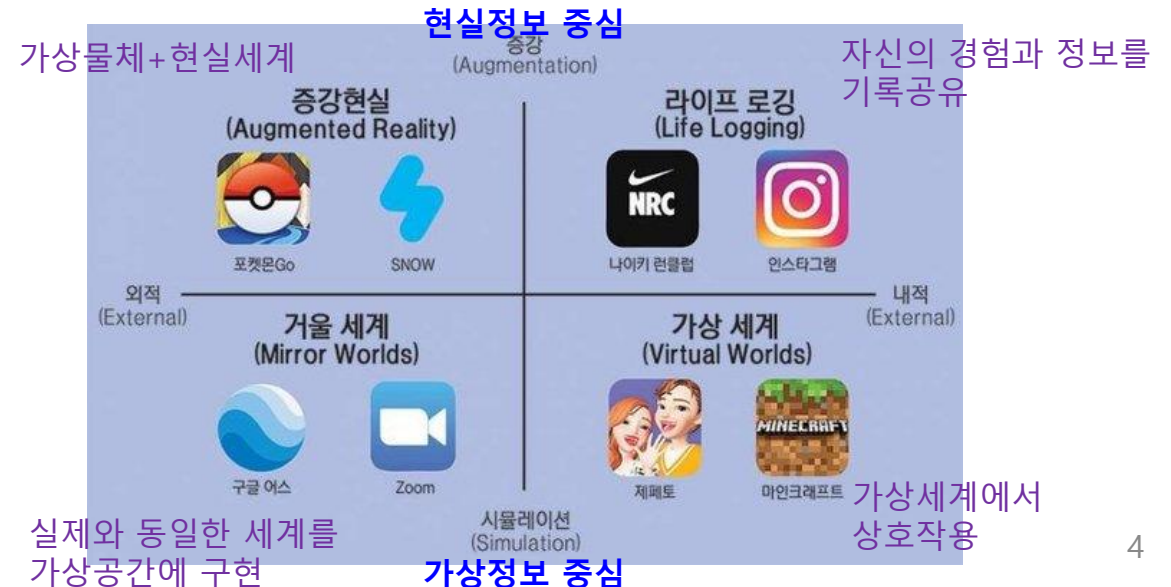 현실정보 중심
증강
(Augmentation)
가상물체+현실세계
자신의 경험과 정보를
기록공유
증강현실
(Augmented Reality)
라이프 로깅
(Life Logging)
NRC
포켓몬Go
SNOW
나이키 런클럽
인스타그램
외적
(External)
내적
(External)
거울 세계
(Mirror Worlds)
가상 세계
(Virtual Worlds)
MINECRAFT
구글 어스
Zoom
제페토
마인크래프트
가상세계에서
상호작용
시뮬레이션
(Simulation)
실제와 동일한 세계를
가상공간에 구현
가상정보 중심
4